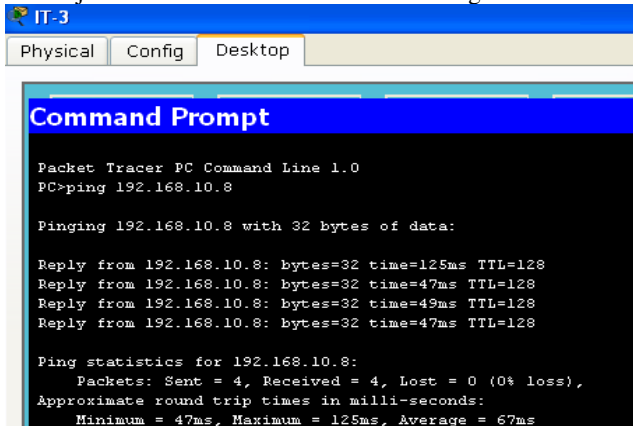 IT-3
Physical Config Desktop
Command Prompt
Packet Tracer PC Command Line 1.0
PC>ping 192.168.10.8
Pinging 192.168.10.8 with 32 bytes of data:
Reply from 192.168.10.8: bytes=32 time=125ms TTL=128
Reply from 192.168.10.8: bytes=32 time=47ms TTL=128
Reply from 192.168.10.8: bytes=32 time=49ms TTL=128
Reply from 192.168.10.8: bytes=32 time=47ms TTL=128
Ping statistics for 192.168.10.8:
Packets: Sent = 4, Received = 4, Lost = 0 (0% loss),
Approximate round trip times in milli-seconds:
Minimum = 47ms, Maximum = 125ms, Average = 67ms